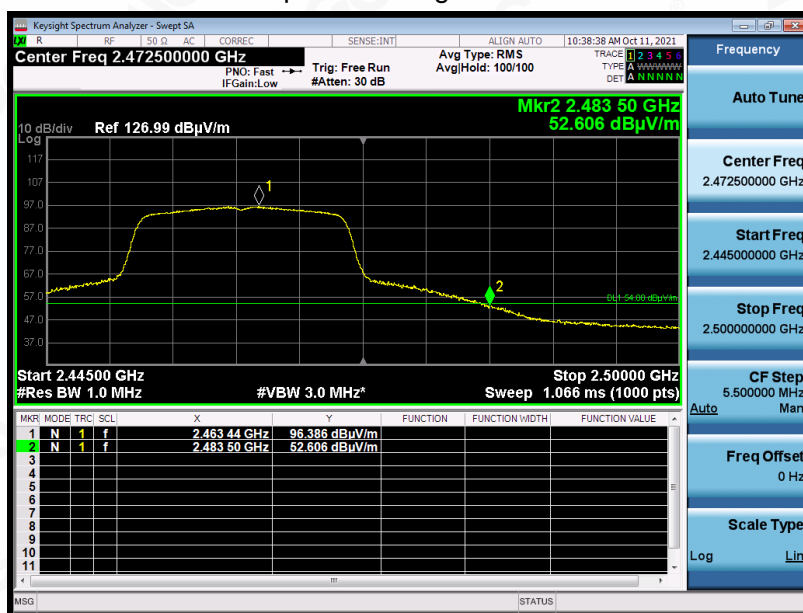 Keysight Spectrum Analyzer - Swept SA
LXI R RF 50 Ω AC CORREC SENSE:INT ALIGN AUTO 10:38:38 AM Oct 11, 2021
Center Freq 2.472500000 GHz
PNO: Fast
IFGain:Low
Trig: Free Run
#Atten: 30 dB
Avg Type: RMS
Avg|Hold: 100/100
TRACE 1 2 3 4 5 6
TYPE A WWWWW
DET A N N N N N
Mkr2 2.483 50 GHz
52.606 dBµV/m
10 dB/div Ref 126.99 dBµV/m
Log
117
107
97.0
87.0
77.0
67.0
57.0
47.0
37.0
1
2
DL1 54.00 dBµV/m
Start 2.44500 GHz
Stop 2.50000 GHz
#Res BW 1.0 MHz
#VBW 3.0 MHz*
Sweep 1.066 ms (1000 pts)
MKR MODE TRC SCL X Y FUNCTION FUNCTION WIDTH FUNCTION VALUE
1 N 1 f 2.463 44 GHz 96.386 dBµV/m
2 N 1 f 2.483 50 GHz 52.606 dBµV/m
3
4
5
6
7
8
9
10
11
MSG
STATUS
Frequency
Auto Tune
Center Freq
2.472500000 GHz
Start Freq
2.445000000 GHz
Stop Freq
2.500000000 GHz
CF Step
5.500000 MHz
Auto Man
Freq Offset
0 Hz
Scale Type
Log Lin